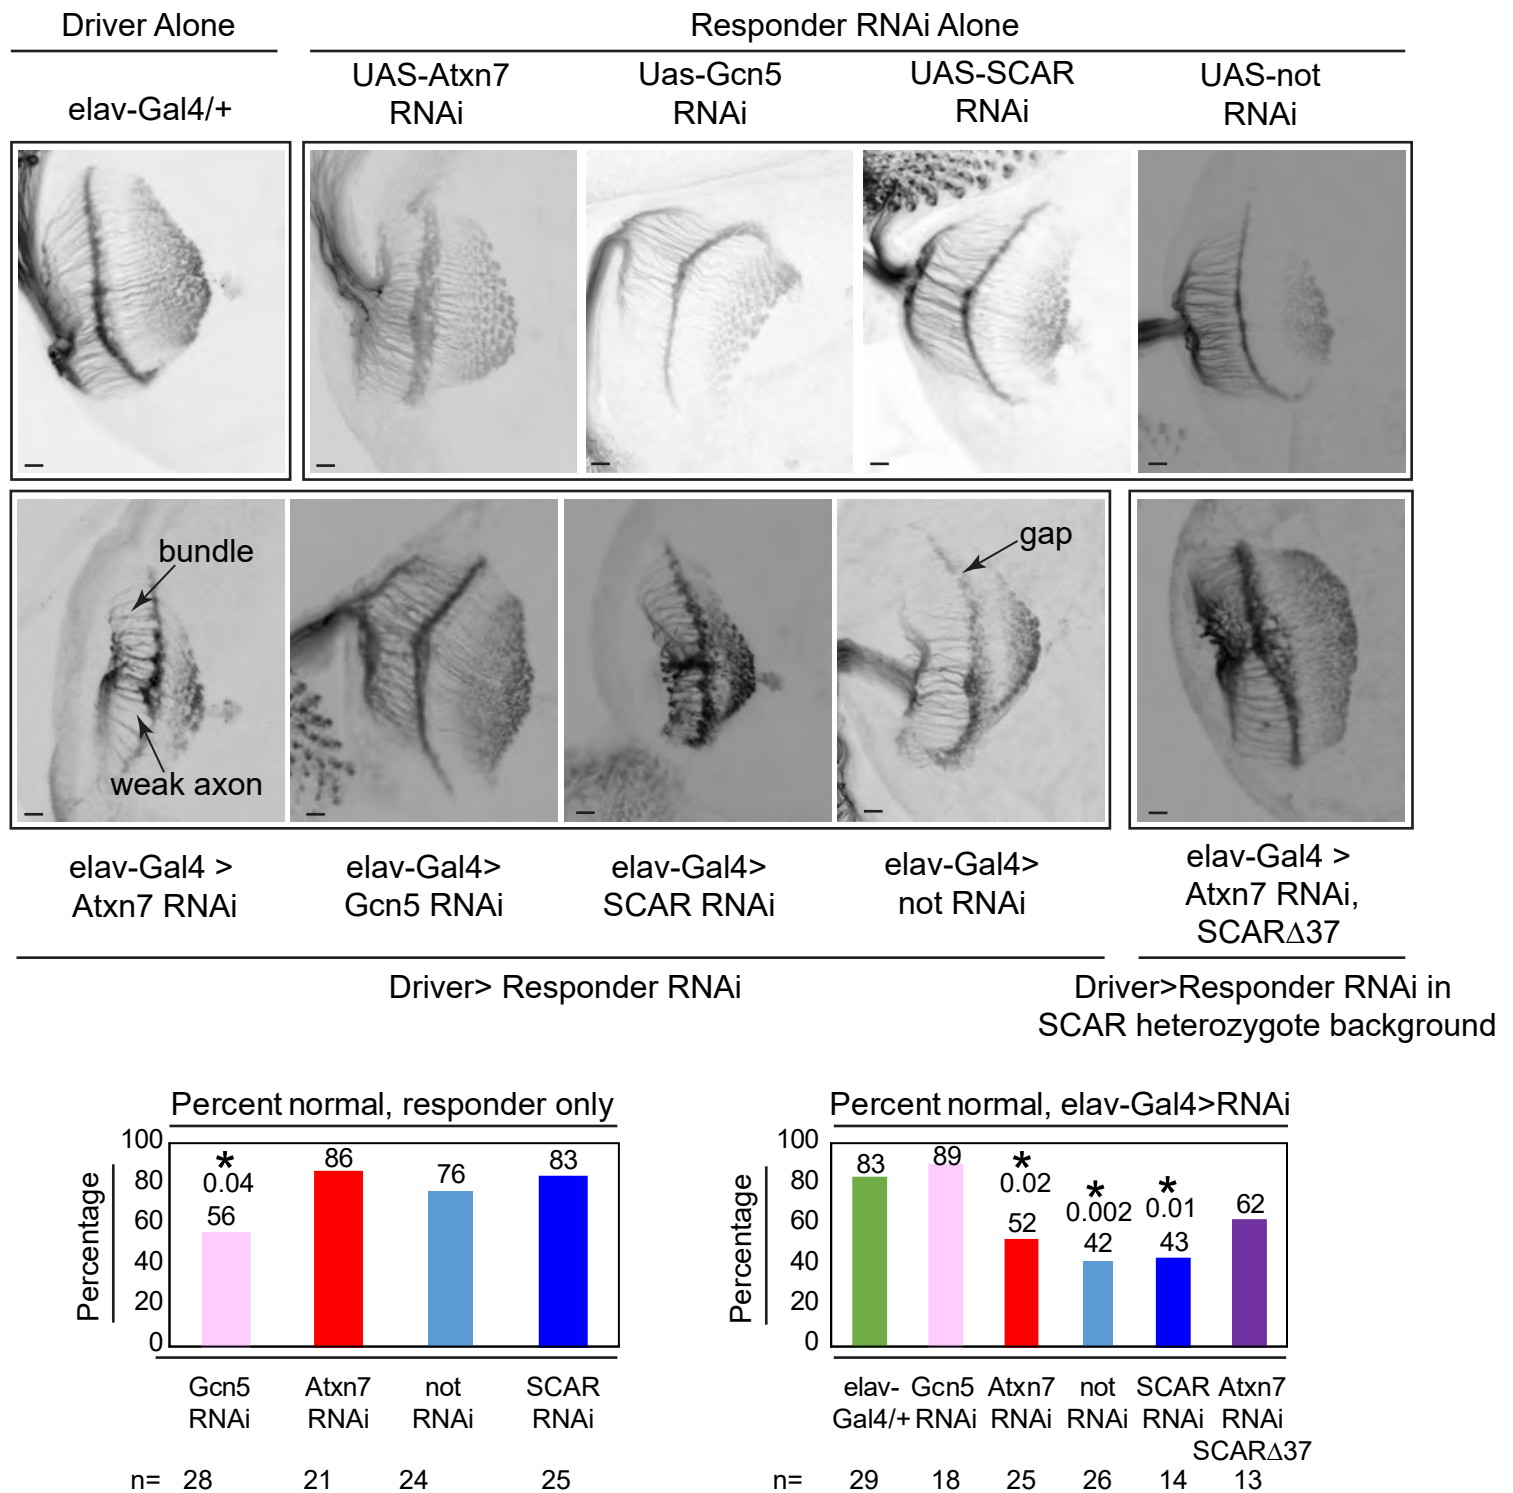 Driver Alone
Responder RNAi Alone
elav-Gal4/+
UAS-Atxn7
RNAi
Uas-Gcn5
RNAi
UAS-SCAR
RNAi
UAS-not
RNAi
bundle
weak axon
gap
elav-Gal4 >
Atxn7 RNAi
elav-Gal4>
Gcn5 RNAi
elav-Gal4>
SCAR RNAi
elav-Gal4>
not RNAi
elav-Gal4 >
Atxn7 RNAi,
SCARΔ37
Driver> Responder RNAi
Driver>Responder RNAi in
SCAR heterozygote background
Percent normal, responder only
Percentage
100
80
60
40
20
0
*
0.04
56
86
76
83
Gcn5
RNAi
Atxn7
RNAi
not
RNAi
SCAR
RNAi
n= 28 21 24 25
Percent normal, elav-Gal4>RNAi
Percentage
100
80
60
40
20
0
83
89
*
0.02
52
*
0.002
42
*
0.01
43
62
elav-
Gal4/+
Gcn5
RNAi
Atxn7
RNAi
not
RNAi
SCAR
RNAi
Atxn7
RNAi
SCARΔ37
n= 29 18 25 26 14 13